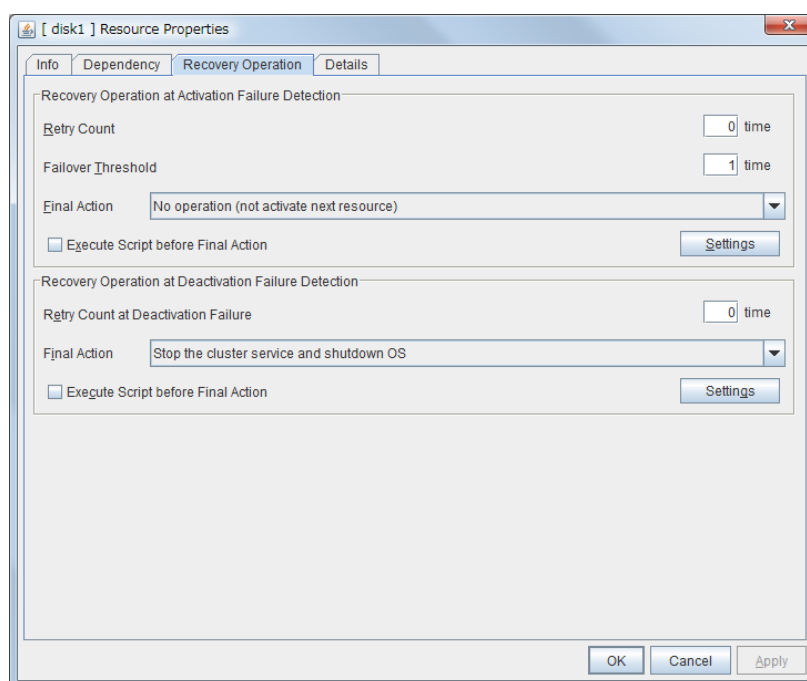 [ disk1 ] Resource Properties
Info Dependency Recovery Operation Details
Recovery Operation at Activation Failure Detection
Retry Count 0 time
Failover Threshold 1 time
Final Action No operation (not activate next resource)
Execute Script before Final Action Settings
Recovery Operation at Deactivation Failure Detection
Retry Count at Deactivation Failure 0 time
Final Action Stop the cluster service and shutdown OS
Execute Script before Final Action Settings
OK Cancel Apply